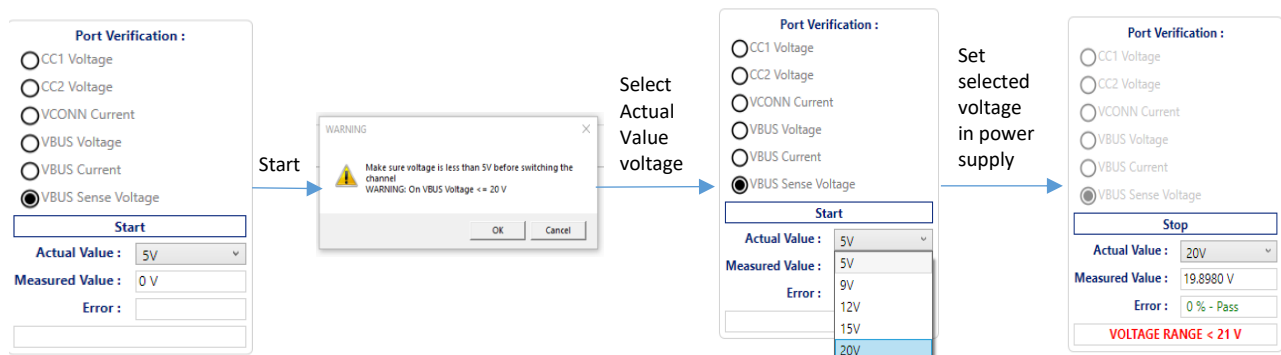 Port Verification :
CC1 Voltage
CC2 Voltage
VCONN Current
VBUS Voltage
VBUS Current
VBUS Sense Voltage
Start
Actual Value :
5V
Measured Value :
0 V
Error :
Start
WARNING
Make sure voltage is less than 5V before switching the
channel
WARNING: On VBUS Voltage <= 20 V
OK
Cancel
Select
Actual
Value
voltage
Port Verification :
CC1 Voltage
CC2 Voltage
VCONN Current
VBUS Voltage
VBUS Current
VBUS Sense Voltage
Start
Actual Value :
5V
Measured Value :
Error :
5V
9V
12V
15V
20V
Set
selected
voltage
in power
supply
Port Verification :
CC1 Voltage
CC2 Voltage
VCONN Current
VBUS Voltage
VBUS Current
VBUS Sense Voltage
Stop
Actual Value :
20V
Measured Value :
19.8980 V
Error :
0 % - Pass
VOLTAGE RANGE < 21 V